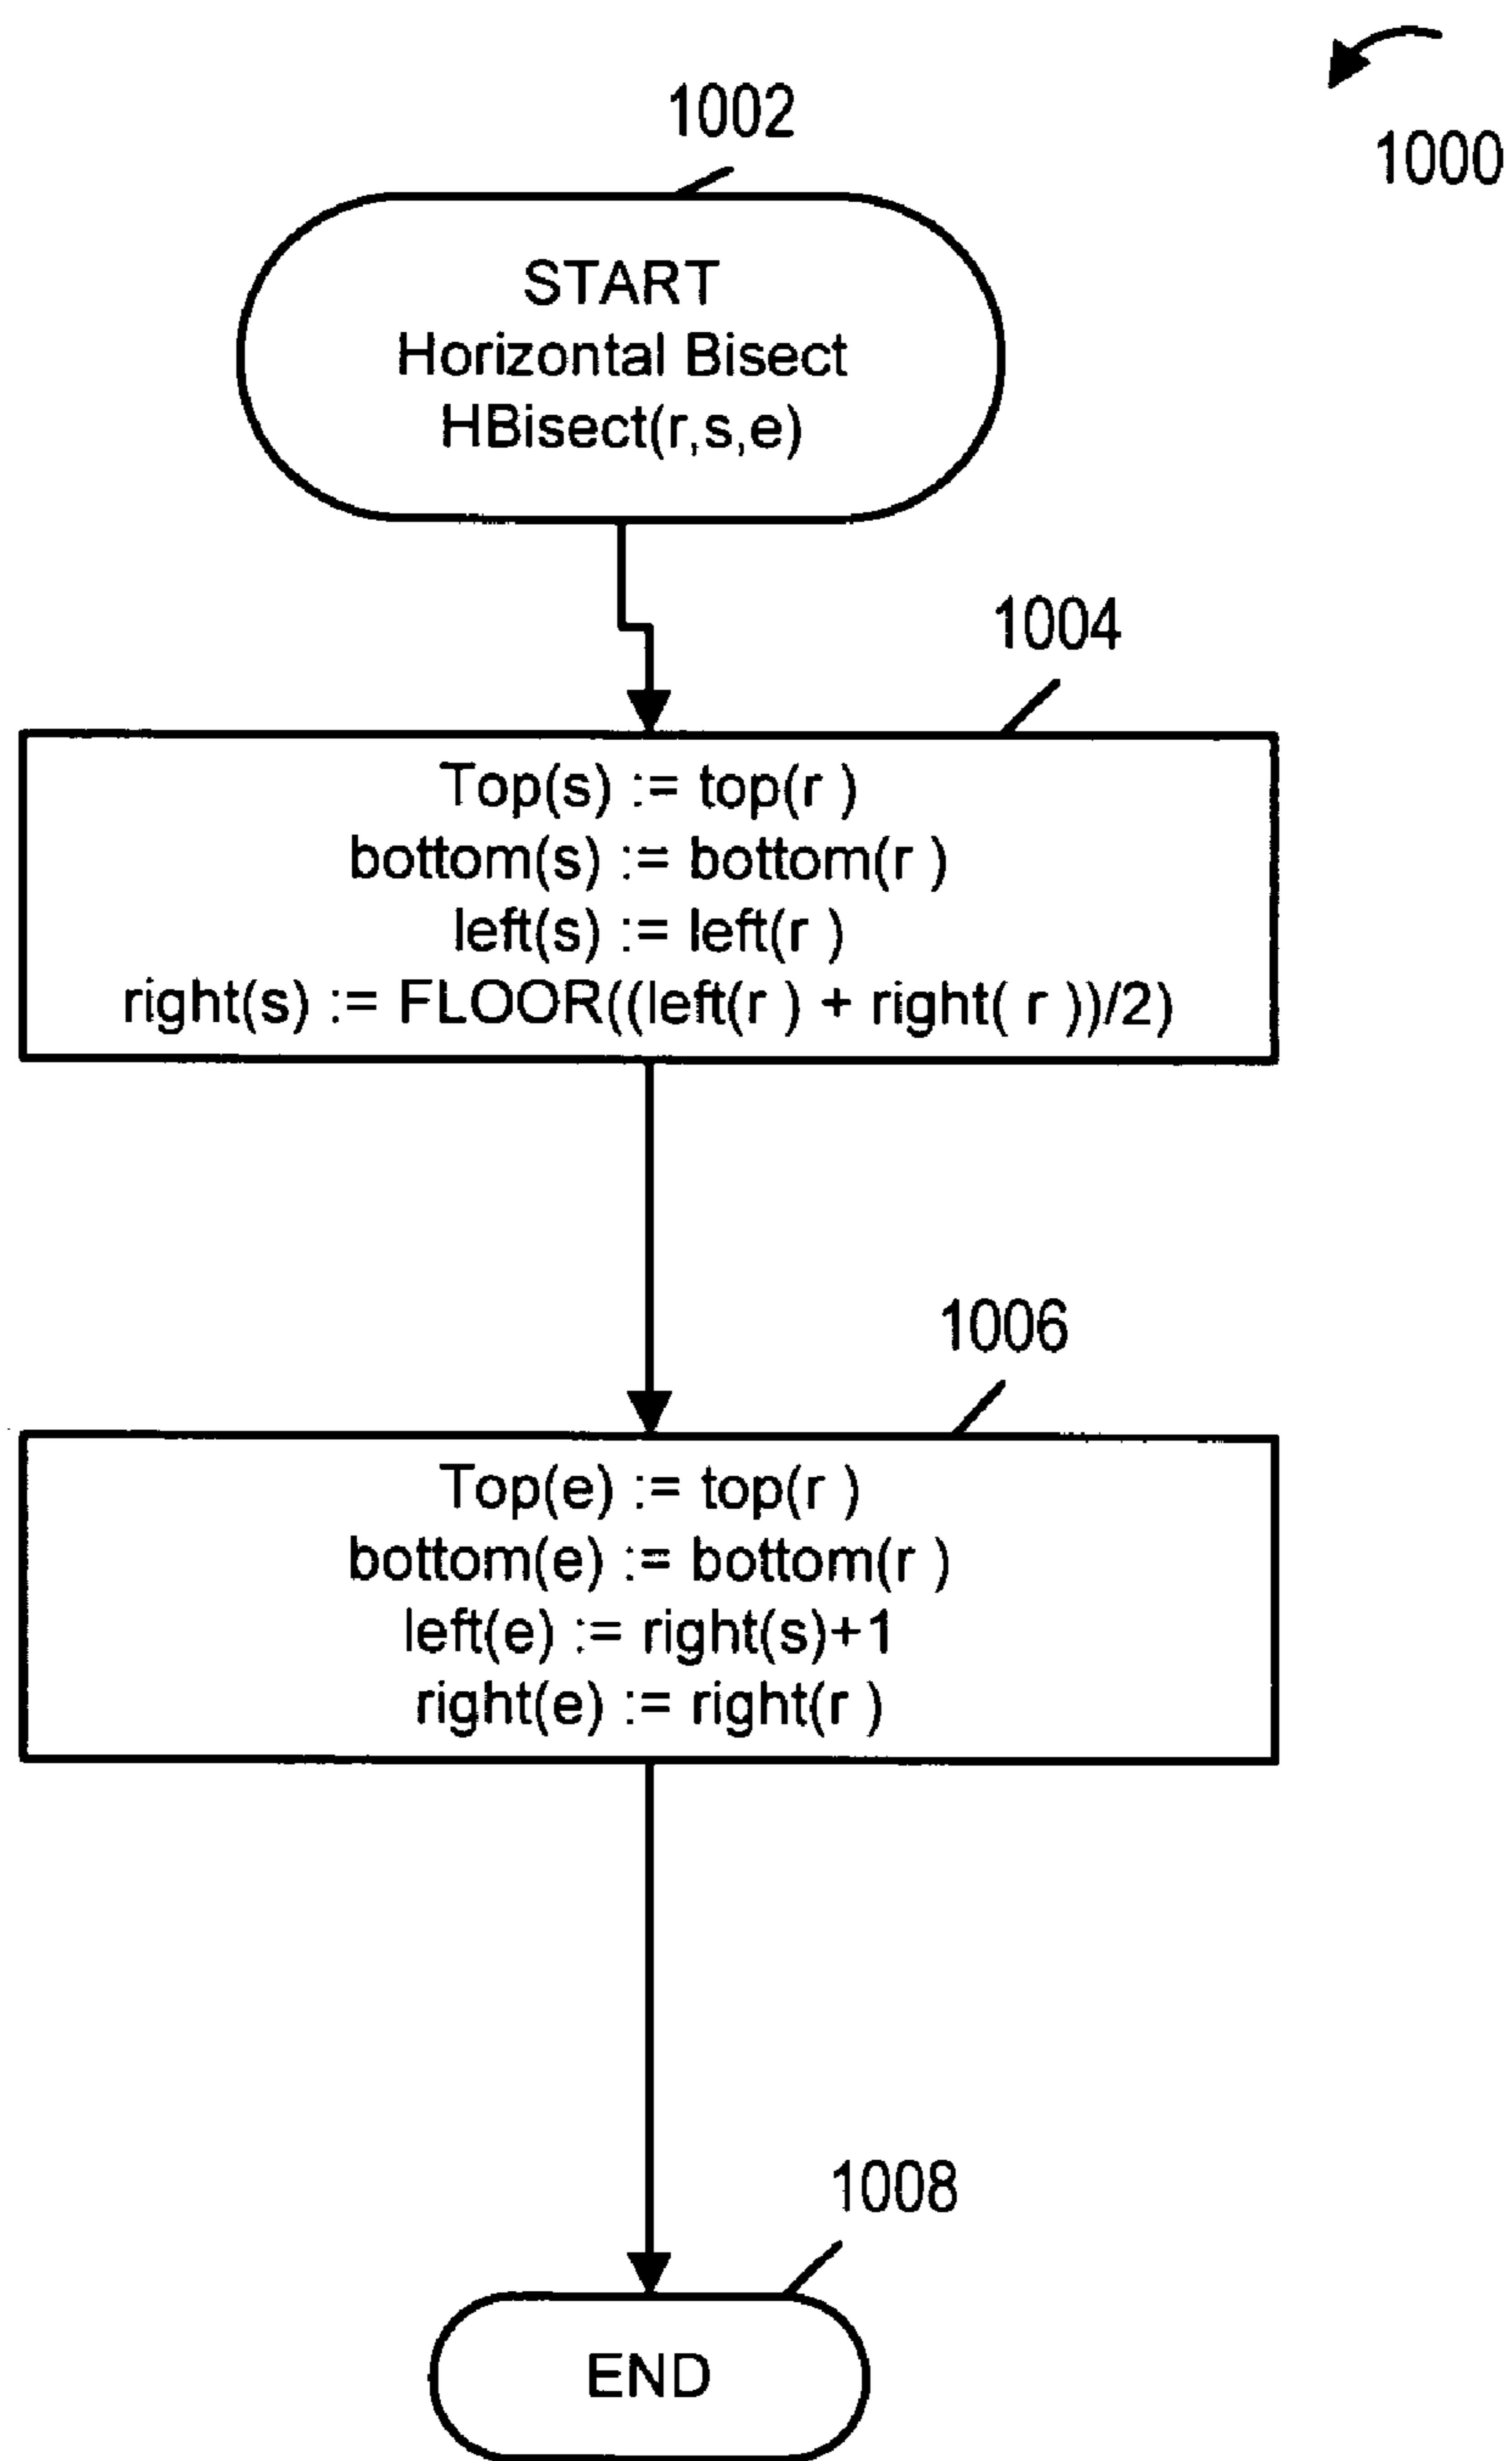 1000
1002
START
Horizontal Bisect
HBisect(r,s,e)
1004
Top(s) := top(r )
bottom(s) := bottom(r )
left(s) := left(r )
right(s) := FLOOR((left(r ) + right( r ))/2)
1006
Top(e) := top(r )
bottom(e) := bottom(r )
left(e) := right(s)+1
right(e) := right(r )
1008
END